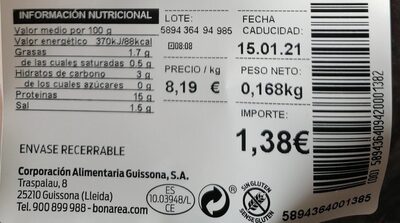 INFORMACIÓN NUTRICIONAL
Valor medio por 100 g
Valor energético 370kJ/88kcal
Grasas 1.7 g
de las cuales saturadas 0.5 g
Hidratos de carbono 3 g
de los cuales azúcares 0 g
Proteinas 15 g
Sal 1.6 g
LOTE:
5894 364 94 985
08:08
FECHA
CADUCIDAD:
15.01.21
PRECIO / kg
8,19 €
PESO NETO:
0,168kg
IMPORTE:
1,38€
ENVASE RECERRABLE
Corporación Alimentaria Guissona, S.A.
Traspalau, 8
25210 Guissona (Lleida)
Tel. 900 899 988 - bonarea.com
ES
10.03948/L
CE
SIN GLUTEN
SEM GLUTEN
5894364001385